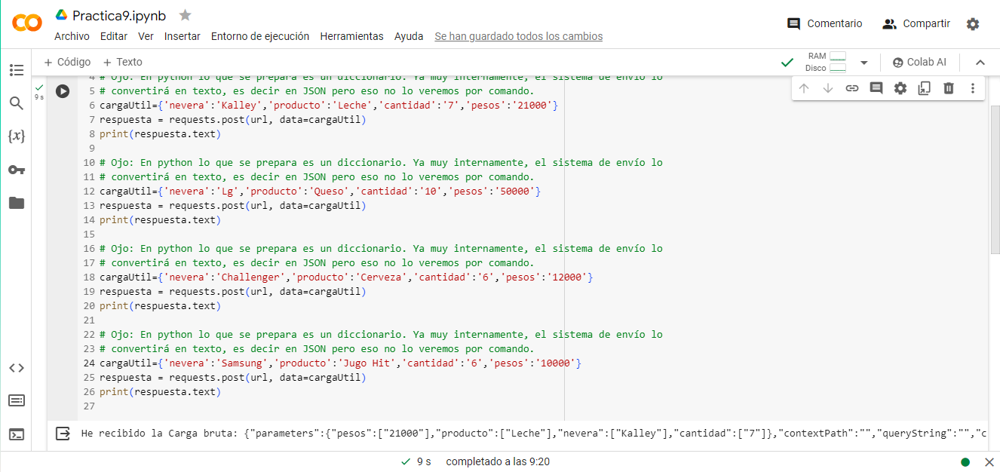 Practica9.ipynb
Archivo Editar Ver Insertar Entorno de ejecución Herramientas Ayuda Se han guardado todos los cambios
Comentario Compartir
+ Código + Texto
RAM
Disco
Colab AI
9 s
4 # Ojo: En python lo que se prepara es un diccionario. Ya muy internamente, el sistema de envío lo
5 # convertirá en texto, es decir en JSON pero eso no lo veremos por comando.
6 cargaUtil={'nevera':'Kalley','producto':'Leche','cantidad':'7','pesos':'21000'}
7 respuesta = requests.post(url, data=cargaUtil)
8 print(respuesta.text)
9
10 # Ojo: En python lo que se prepara es un diccionario. Ya muy internamente, el sistema de envío lo
11 # convertirá en texto, es decir en JSON pero eso no lo veremos por comando.
12 cargaUtil={'nevera':'Lg','producto':'Queso','cantidad':'10','pesos':'50000'}
13 respuesta = requests.post(url, data=cargaUtil)
14 print(respuesta.text)
15
16 # Ojo: En python lo que se prepara es un diccionario. Ya muy internamente, el sistema de envío lo
17 # convertirá en texto, es decir en JSON pero eso no lo veremos por comando.
18 cargaUtil={'nevera':'Challenger','producto':'Cerveza','cantidad':'6','pesos':'12000'}
19 respuesta = requests.post(url, data=cargaUtil)
20 print(respuesta.text)
21
22 # Ojo: En python lo que se prepara es un diccionario. Ya muy internamente, el sistema de envío lo
23 # convertirá en texto, es decir en JSON pero eso no lo veremos por comando.
24 cargaUtil={'nevera':'Samsung','producto':'Jugo Hit','cantidad':'6','pesos':'10000'}
25 respuesta = requests.post(url, data=cargaUtil)
26 print(respuesta.text)
27
He recibido la Carga bruta: {"parameters":{"pesos":["21000"],"producto":["Leche"],"nevera":["Kalley"],"cantidad":["7"]},"contextPath":"","queryString":"","c
9 s completado a las 9:20